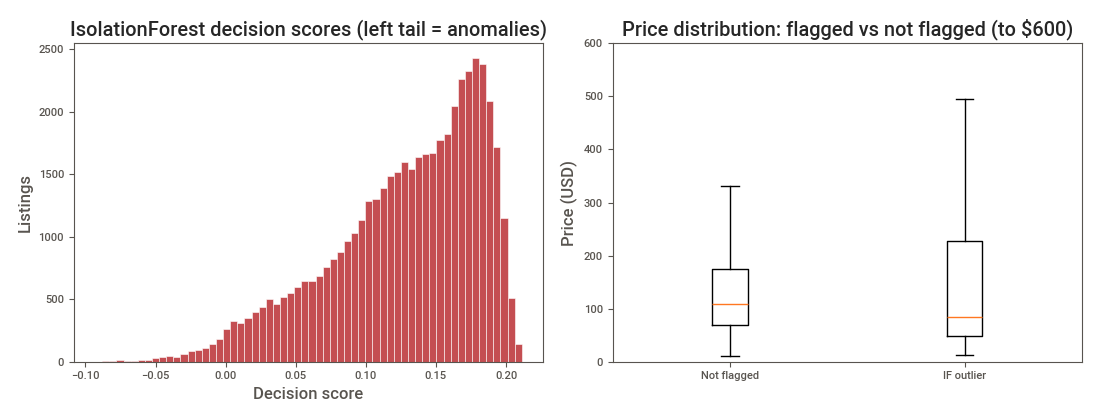 IsolationForest decision scores (left tail = anomalies)
Listings
2500
2000
1500
1000
500
0
−0.10
−0.05
0.00
0.05
0.10
0.15
0.20
Decision score
Price distribution: flagged vs not flagged (to $600)
Price (USD)
600
500
400
300
200
100
0
Not flagged
IF outlier